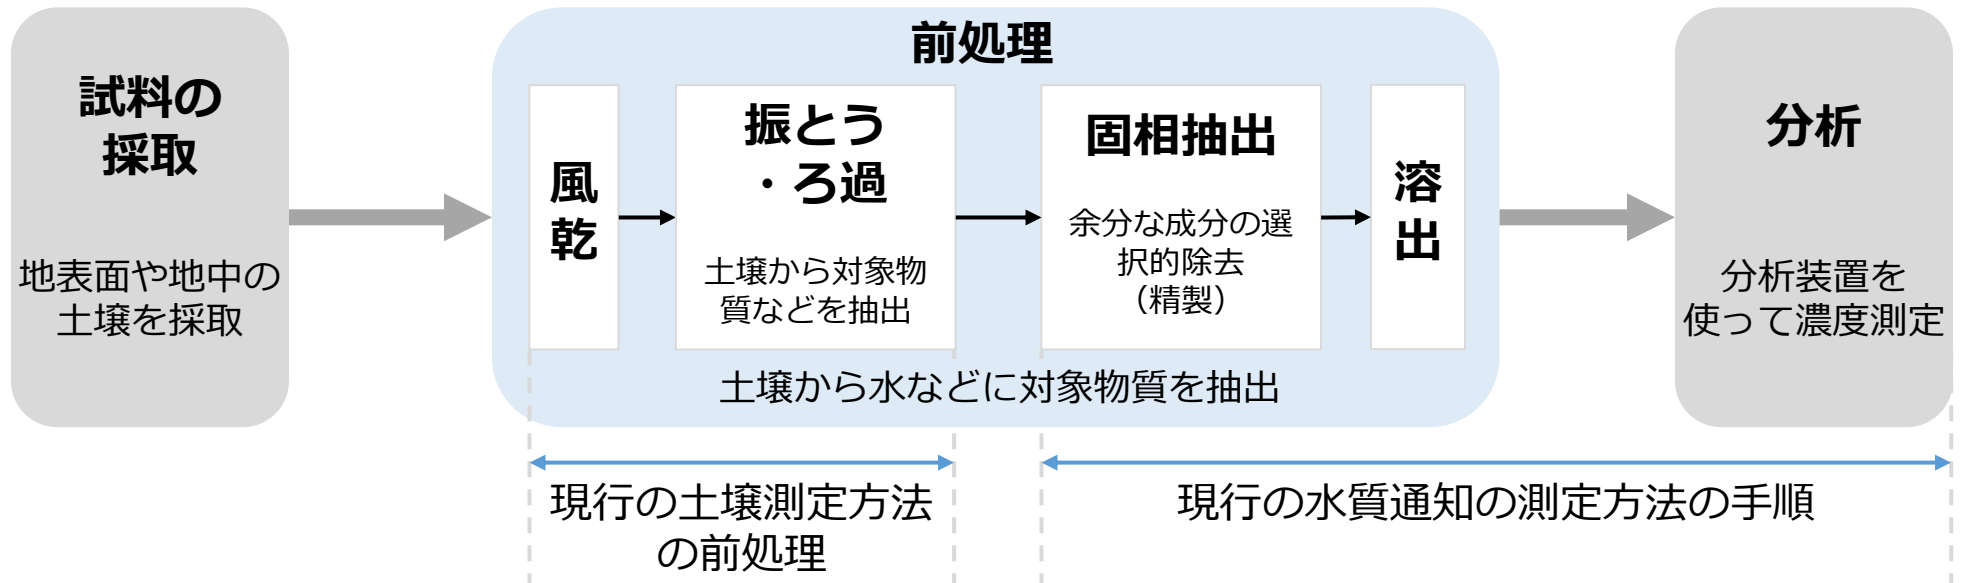 試料の
採取
地表面や地中の
土壌を採取
前処理
風
乾
振とう
・ろ過
土壌から対象物
質などを抽出
固相抽出
余分な成分の選
択的除去
（精製）
溶
出
土壌から水などに対象物質を抽出
分析
分析装置を
使って濃度測定
現行の土壌測定方法
の前処理
現行の水質通知の測定方法の手順